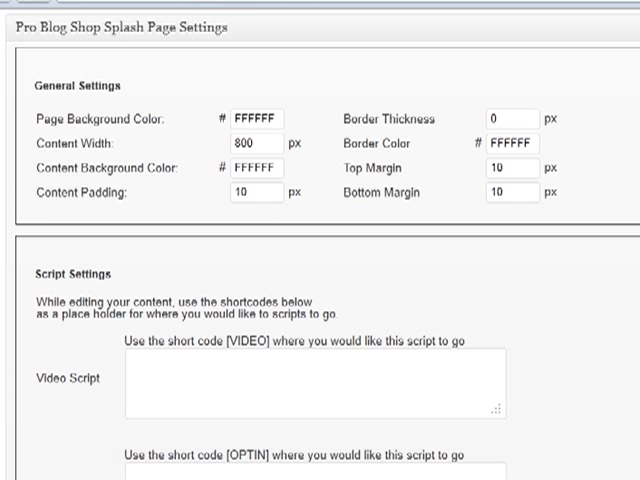 Pro Blog Shop Splash Page Settings
General Settings
Page Background Color: # FFFFFF Border Thickness 0 px
Content Width: 800 px Border Color # FFFFFF
Content Background Color: # FFFFFF Top Margin 10 px
Content Padding: 10 px Bottom Margin 10 px
Script Settings
While editing your content, use the shortcodes below
as a place holder for where you would like to scripts to go.
Use the short code [VIDEO] where you would like this script to go
Video Script
Use the short code [OPTIN] where you would like this script to go